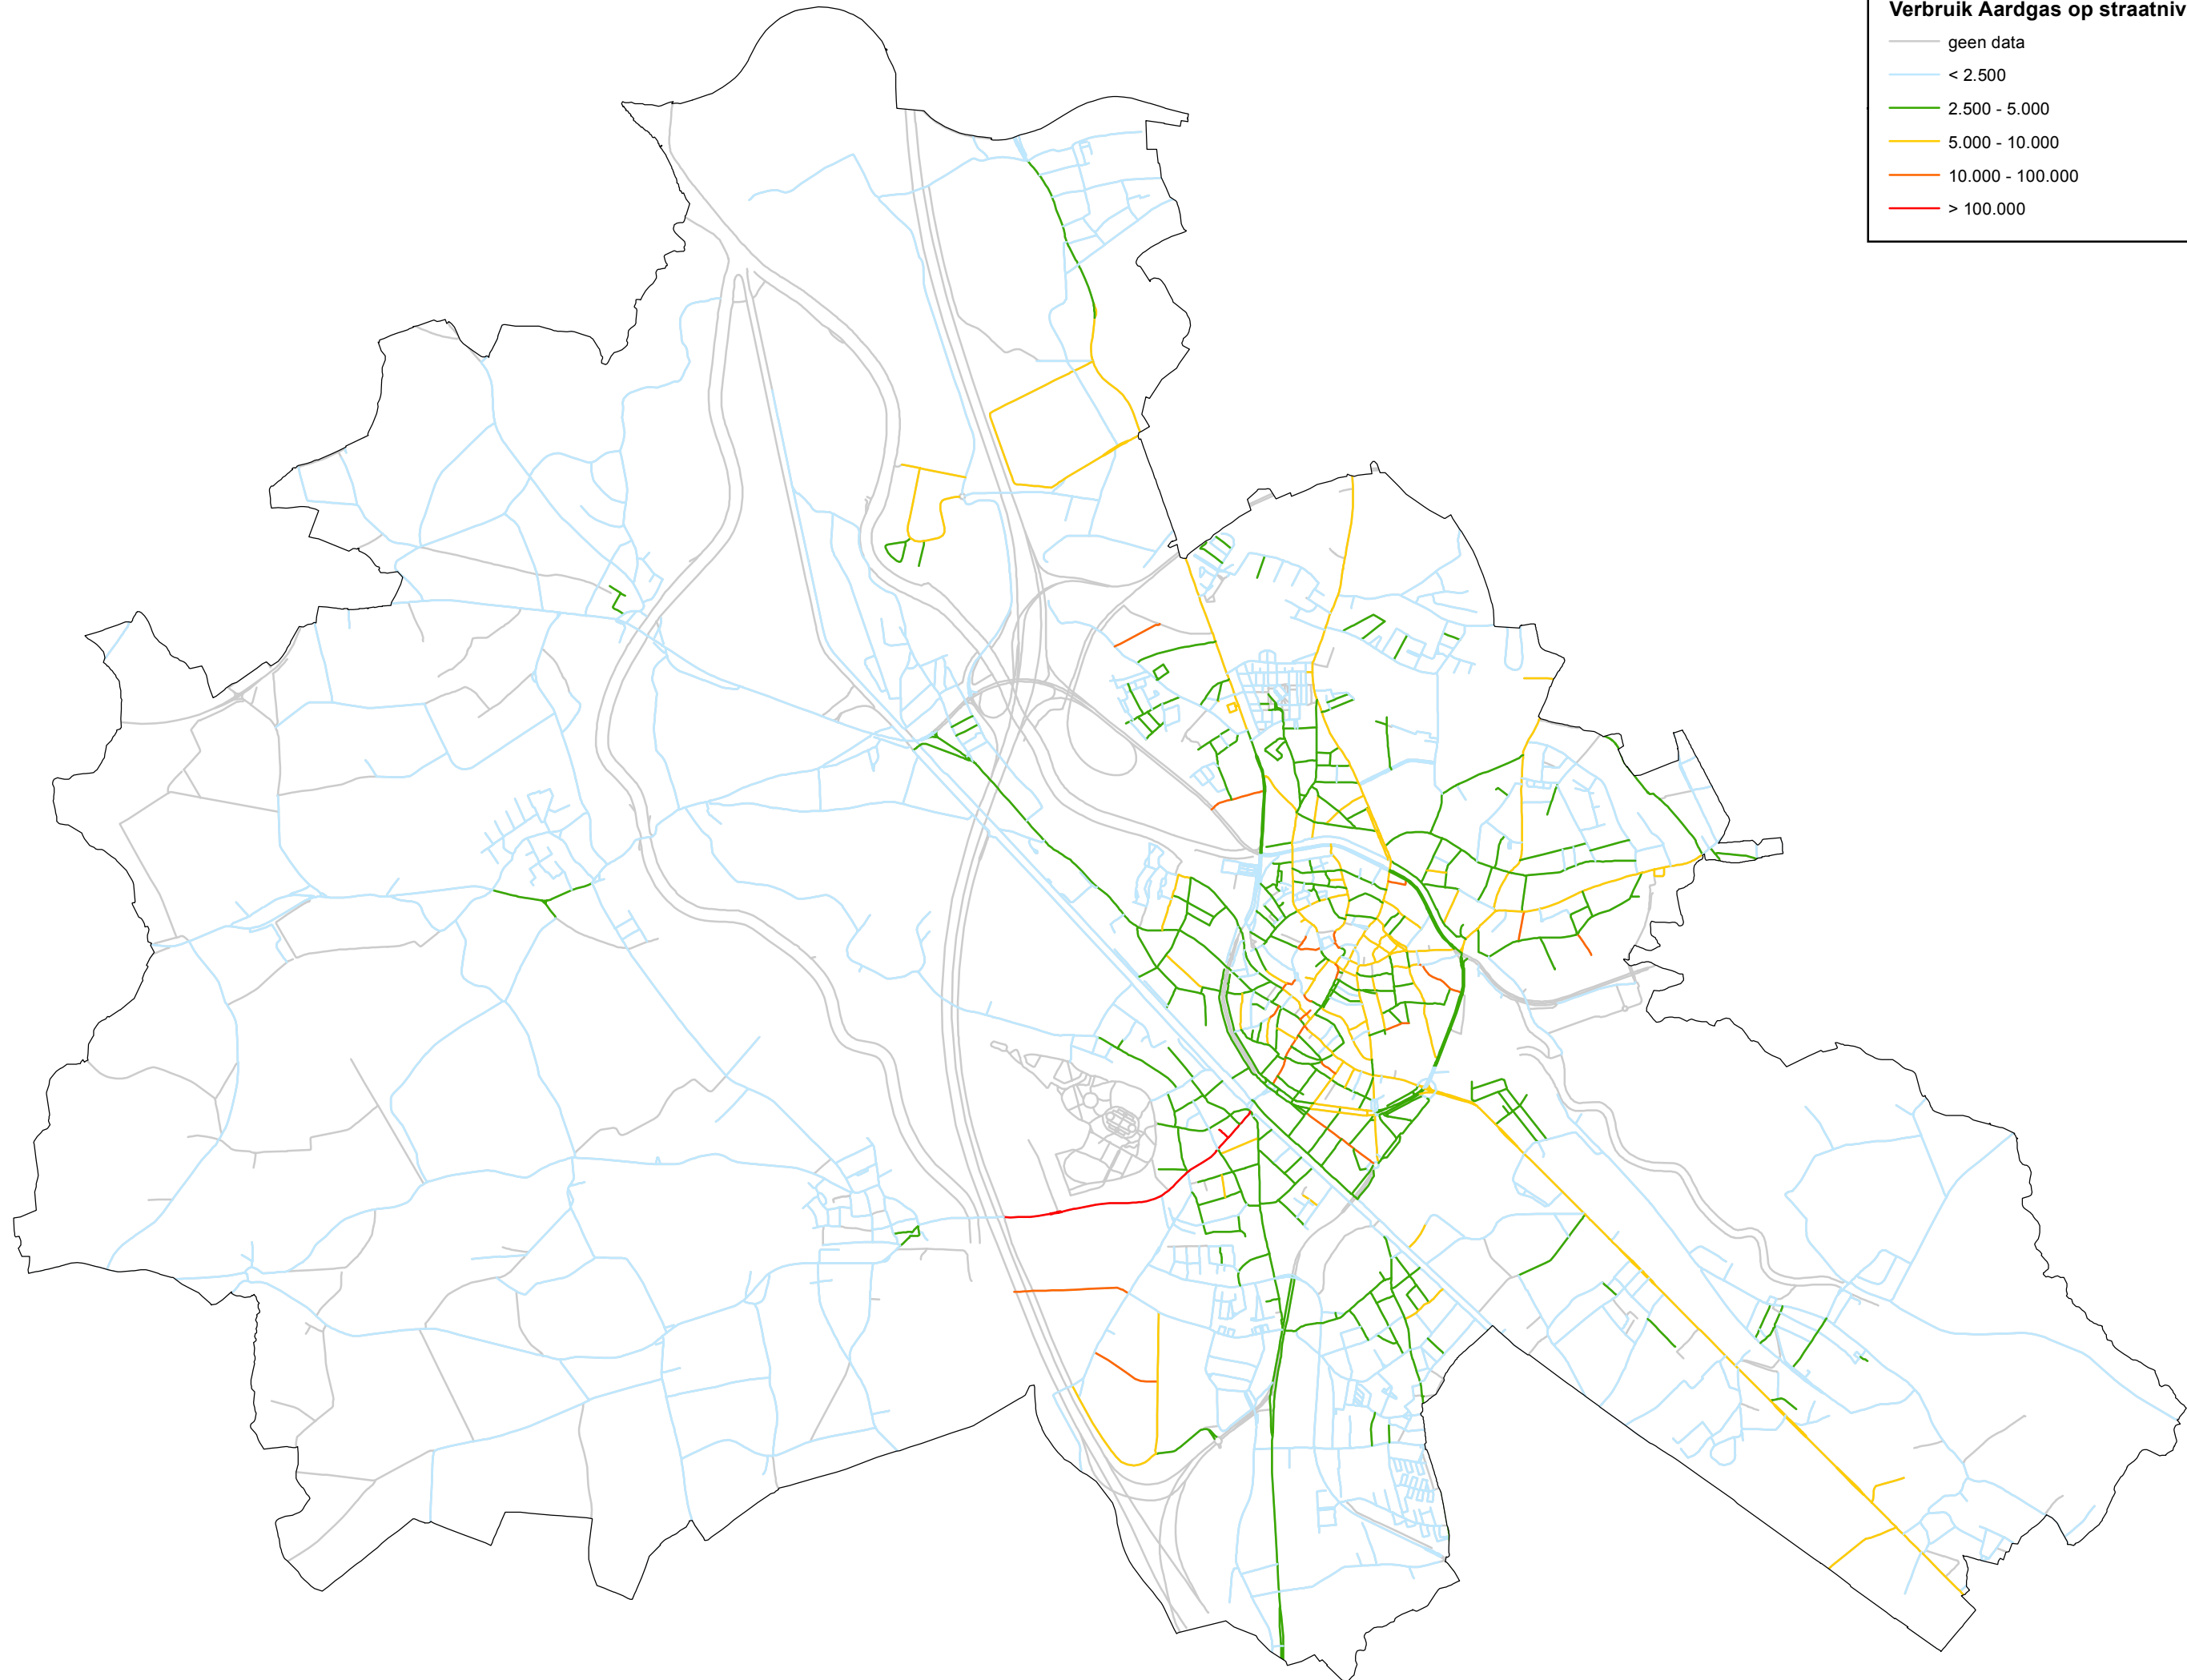 Verbruik Aardgas op straatniv
geen data
< 2.500
2.500 - 5.000
5.000 - 10.000
10.000 - 100.000
> 100.000